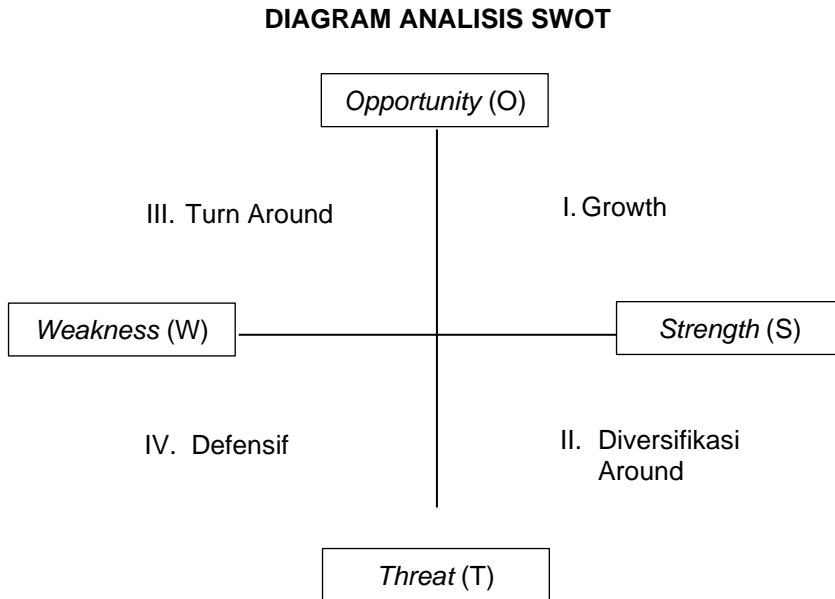 DIAGRAM ANALISIS SWOT
Opportunity (O)
III. Turn Around
I. Growth
Weakness (W)
Strength (S)
IV. Defensif
II. Diversifikasi
Around
Threat (T)